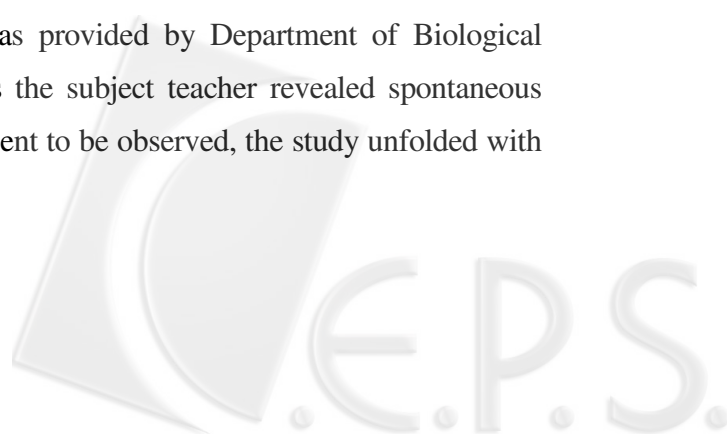 as provided by Department of Biological
the subject teacher revealed spontaneous
ent to be observed, the study unfolded with
C.E.P.S.